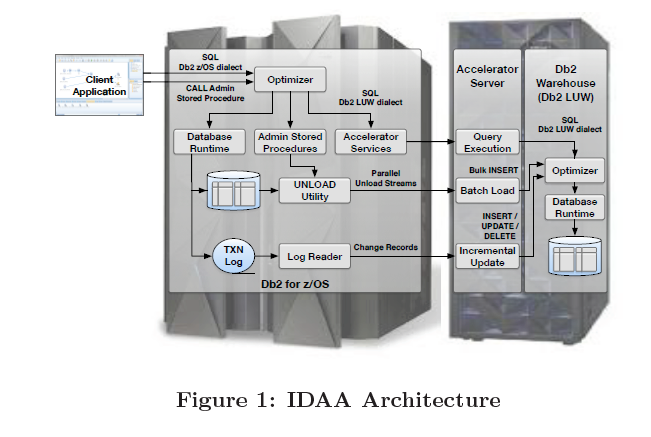 SQL
Db2 z/OS dialect
Client
Application
CALL Admin
Stored Procedure
Optimizer
SQL
Db2 LUW dialect
Database
Runtime
Admin Stored
Procedures
Accelerator
Services
UNLOAD
Utility
Parallel
Unload Streams
TXN
Log
Log Reader
Change Records
Db2 for z/OS
Accelerator
Server
Db2
Warehouse
(Db2 LUW)
SQL
Db2 LUW dialect
Query
Execution
Bulk INSERT
Optimizer
Batch Load
Database
Runtime
INSERT /
UPDATE /
DELETE
Incremental
Update
Figure 1: IDAA Architecture